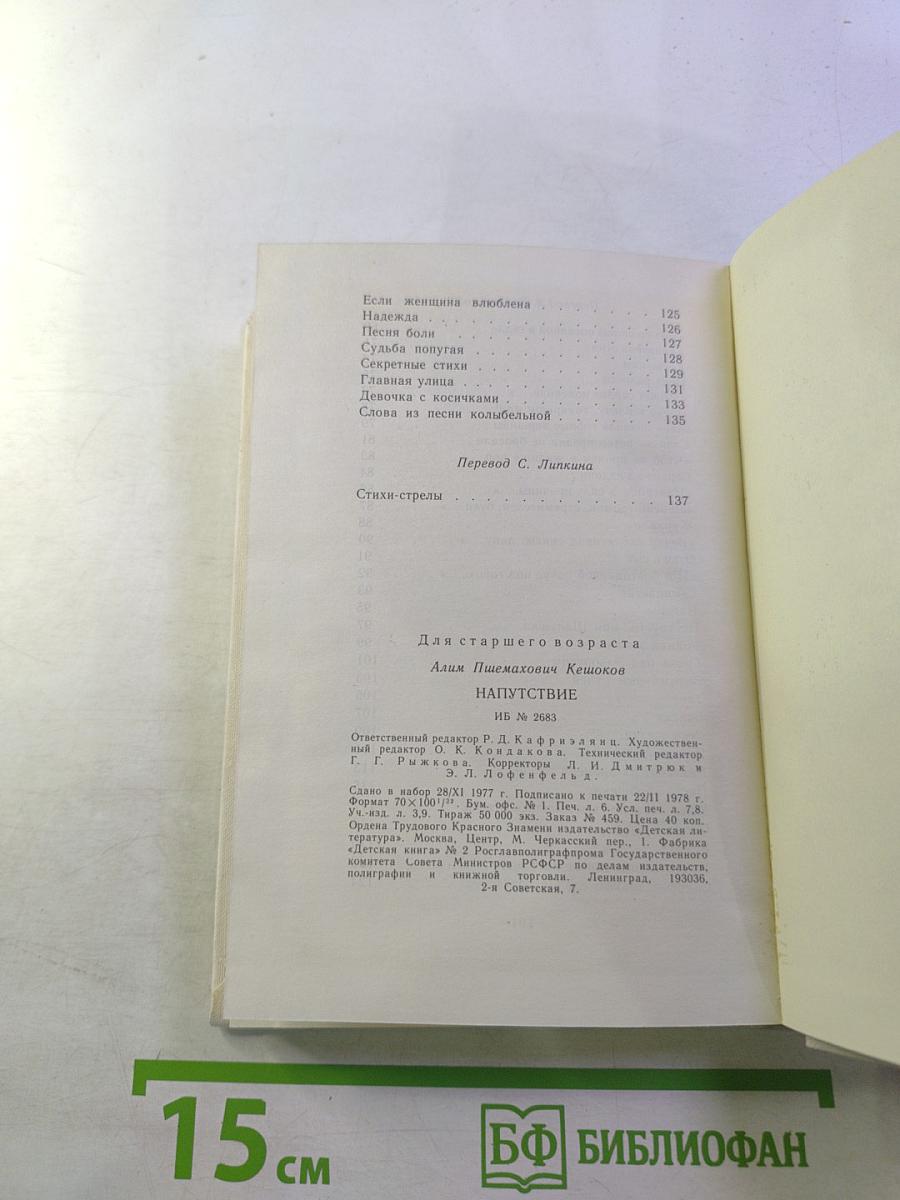 Если женщина влюблена . . . . . . . 125
Надежда . . . . . . . . . . . . 126
Песня боли . . . . . . . . . . . 127
Судьба попугая . . . . . . . . . . 128
Секретные стихи . . . . . . . . . . 129
Главная улица . . . . . . . . . . . 131
Девочка с косичками . . . . . . . . . 133
Слова из песни колыбельной . . . . . . 135
Перевод С. Липкина
Стихи-стрелы . . . . . . . . . . . . 137
Для старшего возраста
Алим Пшемахович Кешоков
НАПУТСТВИЕ
ИБ № 2683
Ответственный редактор Р. Д. Кафриэлянц. Художествен-
ный редактор О. К. Кондакова. Технический редактор
Г. Г. Рыжкова. Корректоры Л. И. Дмитрюк и
Э. Л. Лофенфельд.
Сдано в набор 28/XI 1977 г. Подписано к печати 22/II 1978 г.
Формат 70×100¹/₃₂. Бум. офс. № 1. Печ. л. 6. Усл. печ. л. 7,8.
Уч.-изд. л. 3,9. Тираж 50 000 экз. Заказ № 459. Цена 40 коп.
Ордена Трудового Красного Знамени издательство «Детская ли-
тература». Москва, Центр, М. Черкасский пер., 1. Фабрика
«Детская книга» № 2 Росглавполиграфпрома Государственного
комитета Совета Министров РСФСР по делам издательств,
полиграфии и книжной торговли. Ленинград, 193036,
2-я Советская, 7.
15 см
БФ БИБЛИОФАН